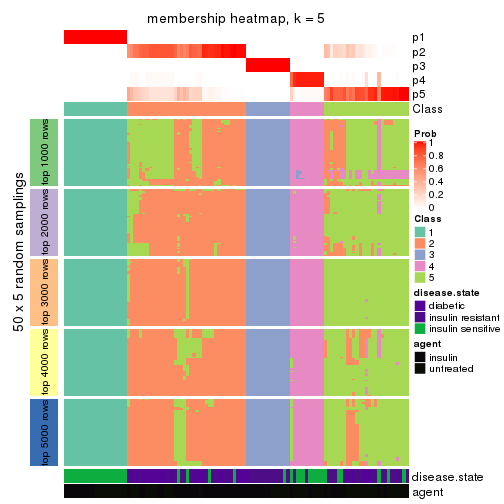 membership heatmap, k = 5
p1
p2
p3
p4
p5
Class
50 x 5 random samplings
top 1000 rows
top 2000 rows
top 3000 rows
top 4000 rows
top 5000 rows
disease.state
agent
Prob
1
0.8
0.6
0.4
0.2
0
Class
1
2
3
4
5
disease.state
diabetic
insulin resistant
insulin sensitive
agent
insulin
untreated